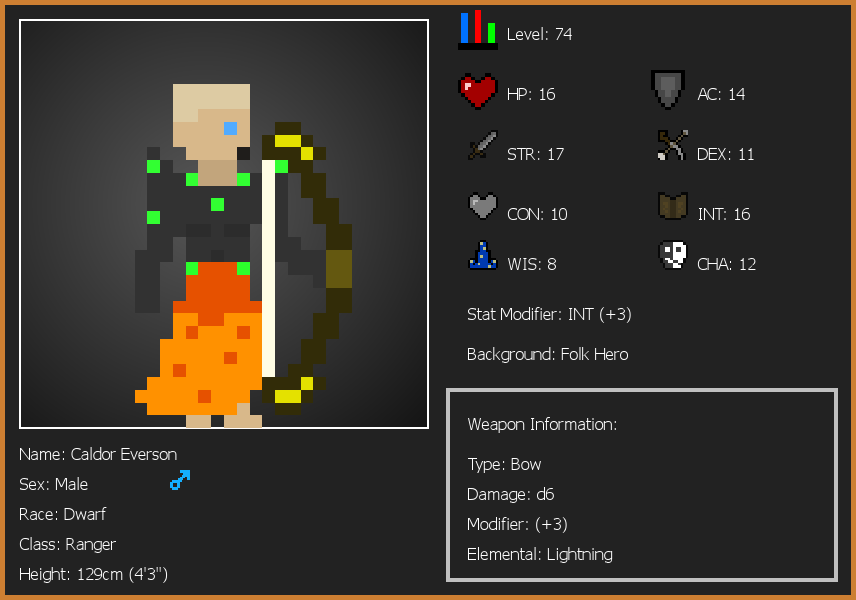 Level: 74
HP: 16
AC: 14
STR: 17
DEX: 11
CON: 10
INT: 16
WIS: 8
CHA: 12
Stat Modifier: INT (+3)
Background: Folk Hero
Weapon Information:
Type: Bow
Damage: d6
Modifier: (+3)
Elemental: Lightning
Name: Caldor Everson
Sex: Male
Race: Dwarf
Class: Ranger
Height: 129cm (4'3")